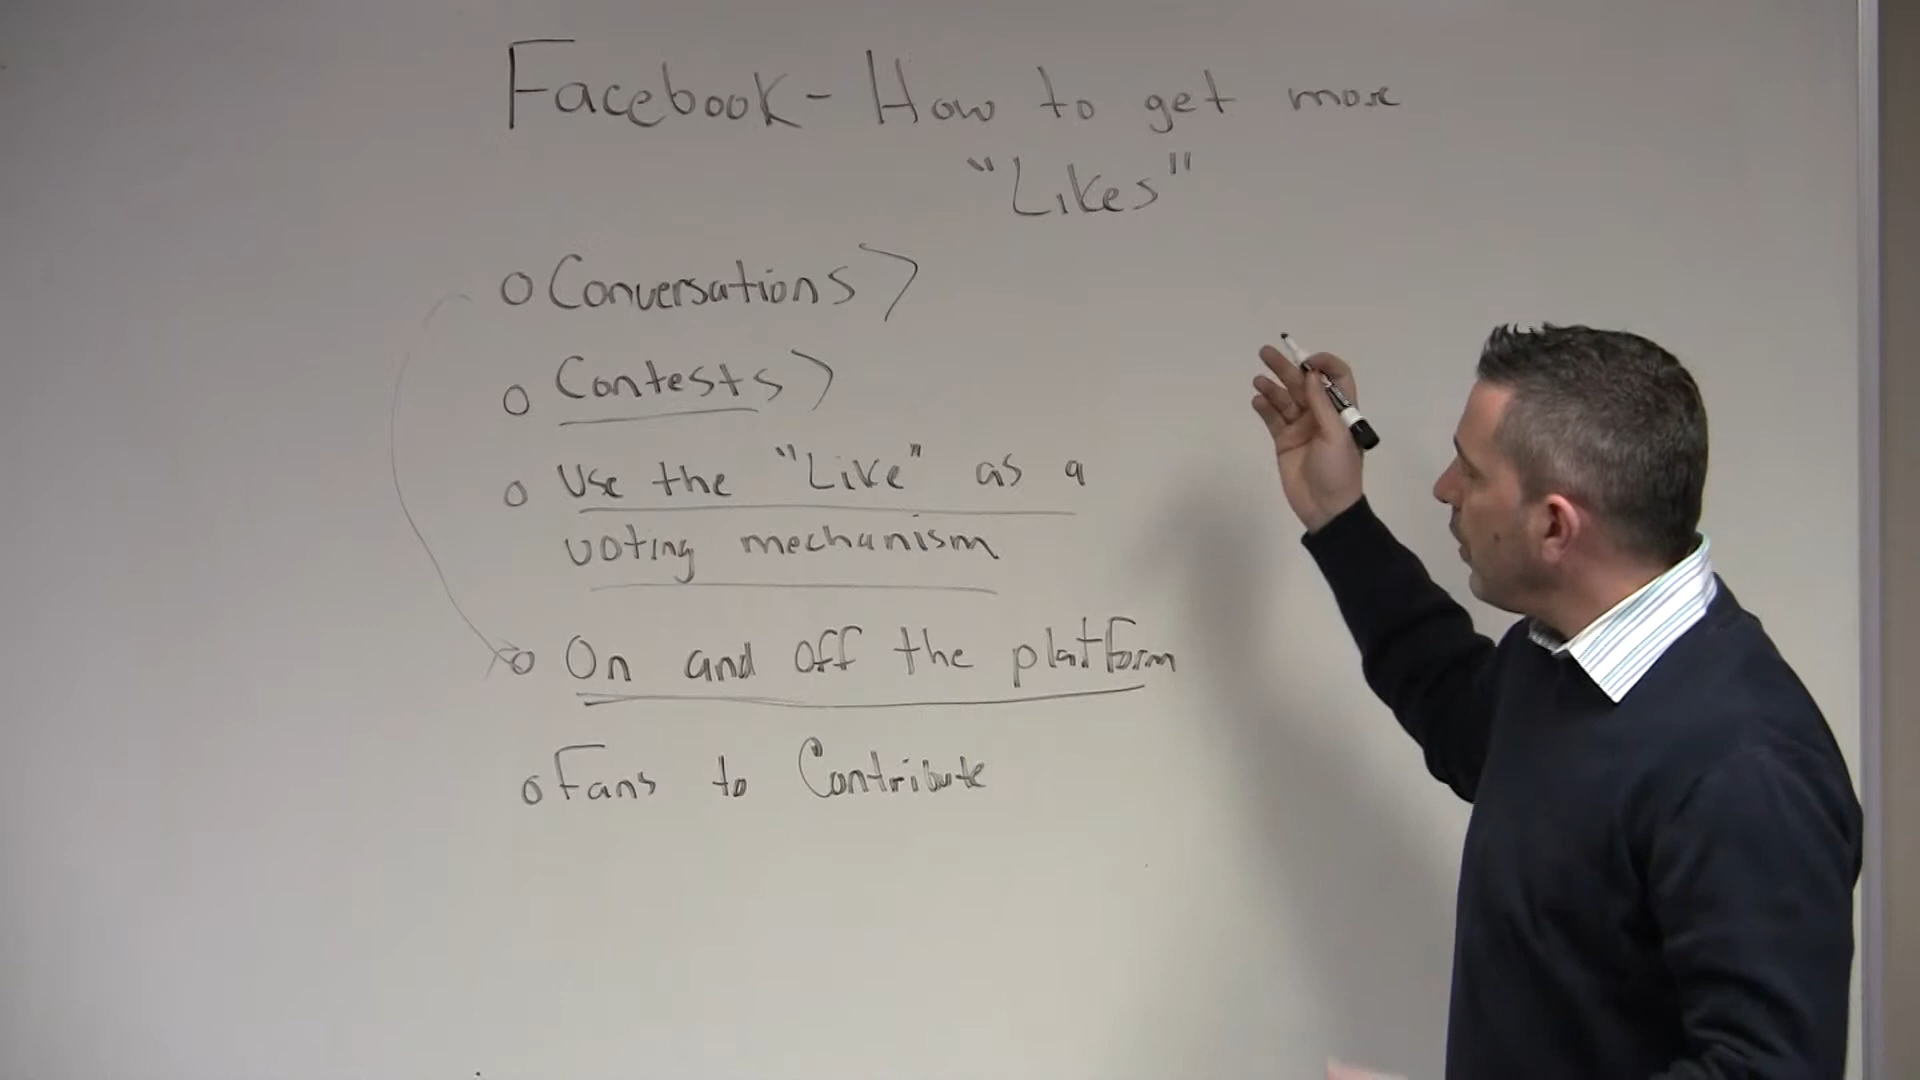 Facebook - How to get more
"Likes"
o Conversations >
o Contests >
o Use the "Like" as a
voting mechanism
o On and off the platform
o Fans to Contribute